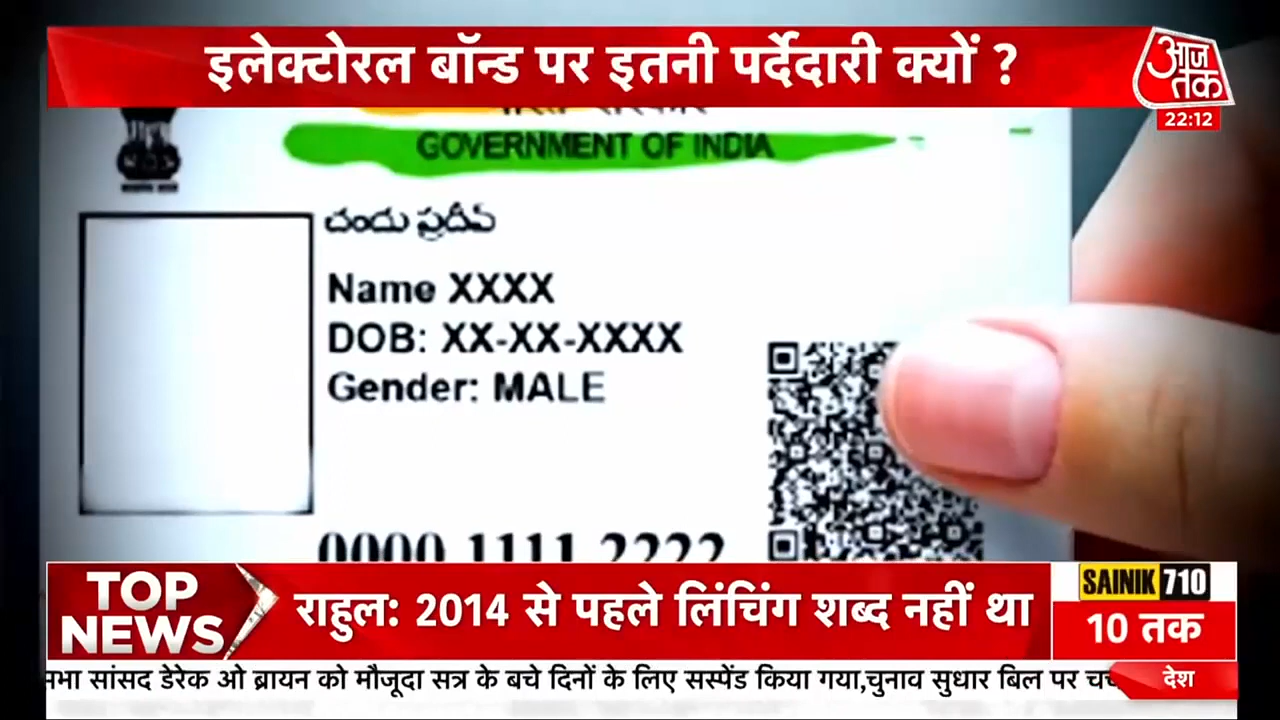 इलेक्टोरल बॉन्ड पर इतनी पर्देदारी क्यों ?
आज
तक
22:12
GOVERNMENT OF INDIA
చందు ప్రదీప్
Name XXXX
DOB: XX-XX-XXXX
Gender: MALE
0000 1111 2222
TOP
NEWS
राहुल: 2014 से पहले लिंचिंग शब्द नहीं था
SAINIK 710
10 तक
सभा सांसद डेरेक ओ ब्रायन को मौजूदा सत्र के बचे दिनों के लिए सस्पेंड किया गया,चुनाव सुधार बिल पर
देश